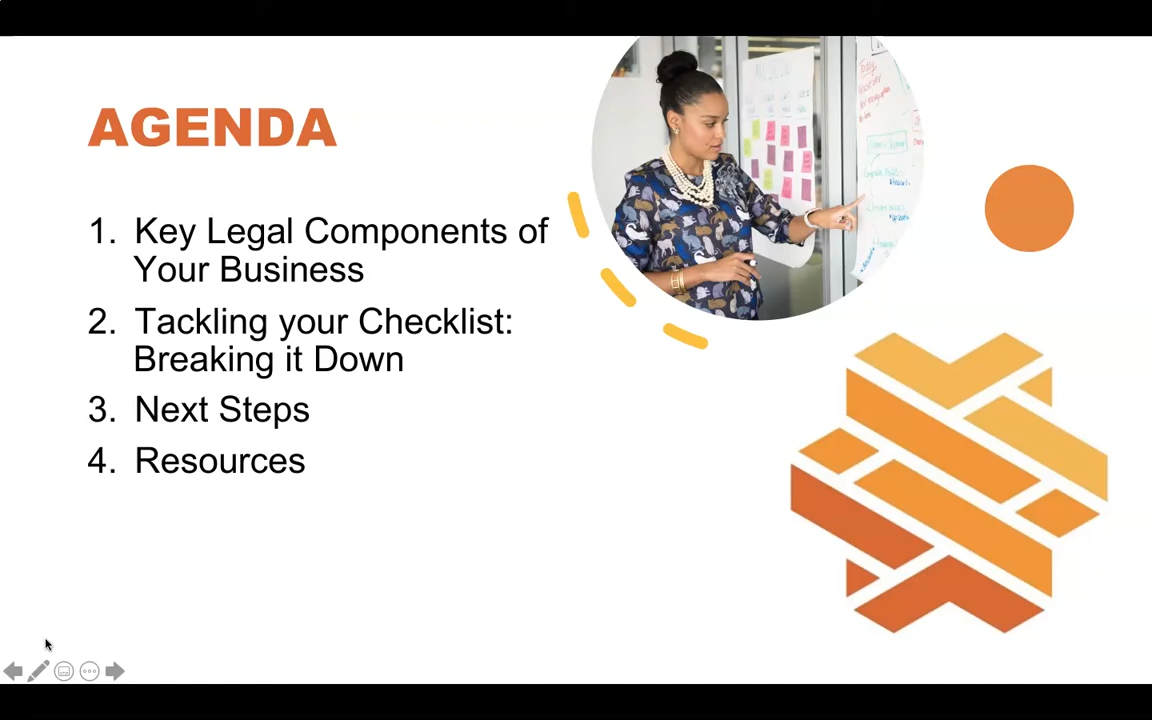 AGENDA
1. Key Legal Components of
Your Business
2. Tackling your Checklist:
Breaking it Down
3. Next Steps
4. Resources
Today